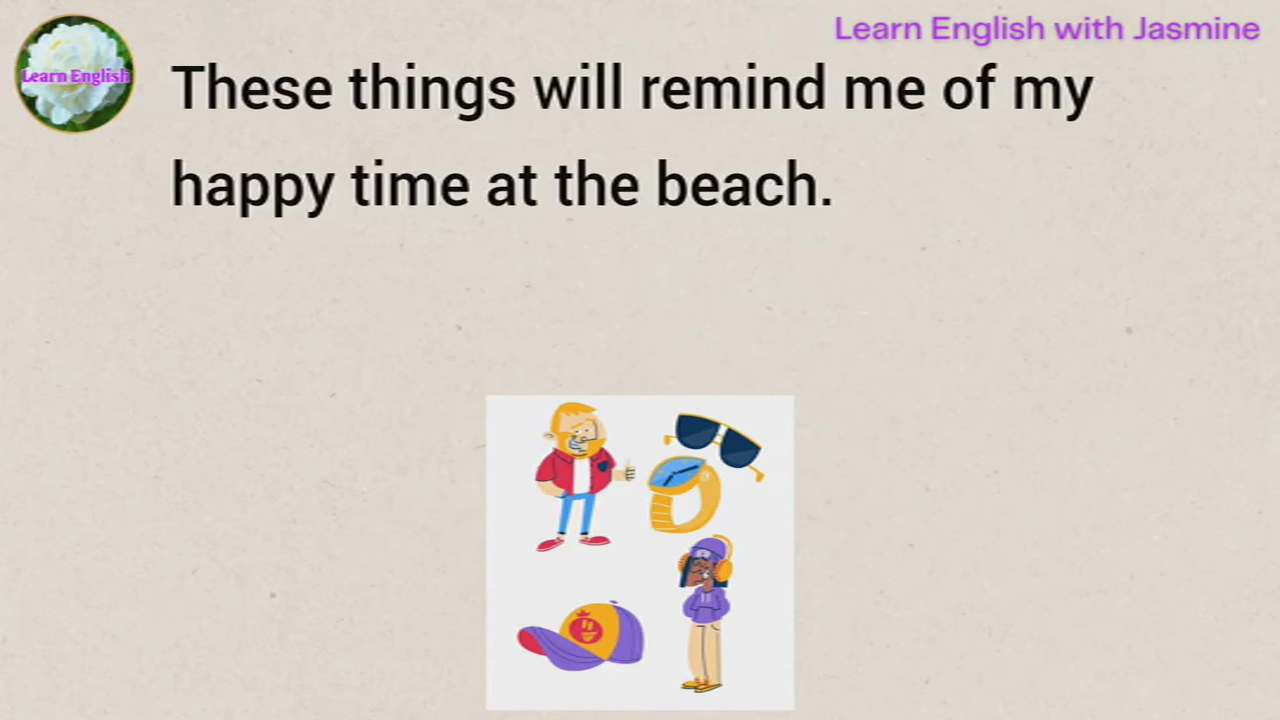 Learn English with Jasmine
Learn English
These things will remind me of my
happy time at the beach.